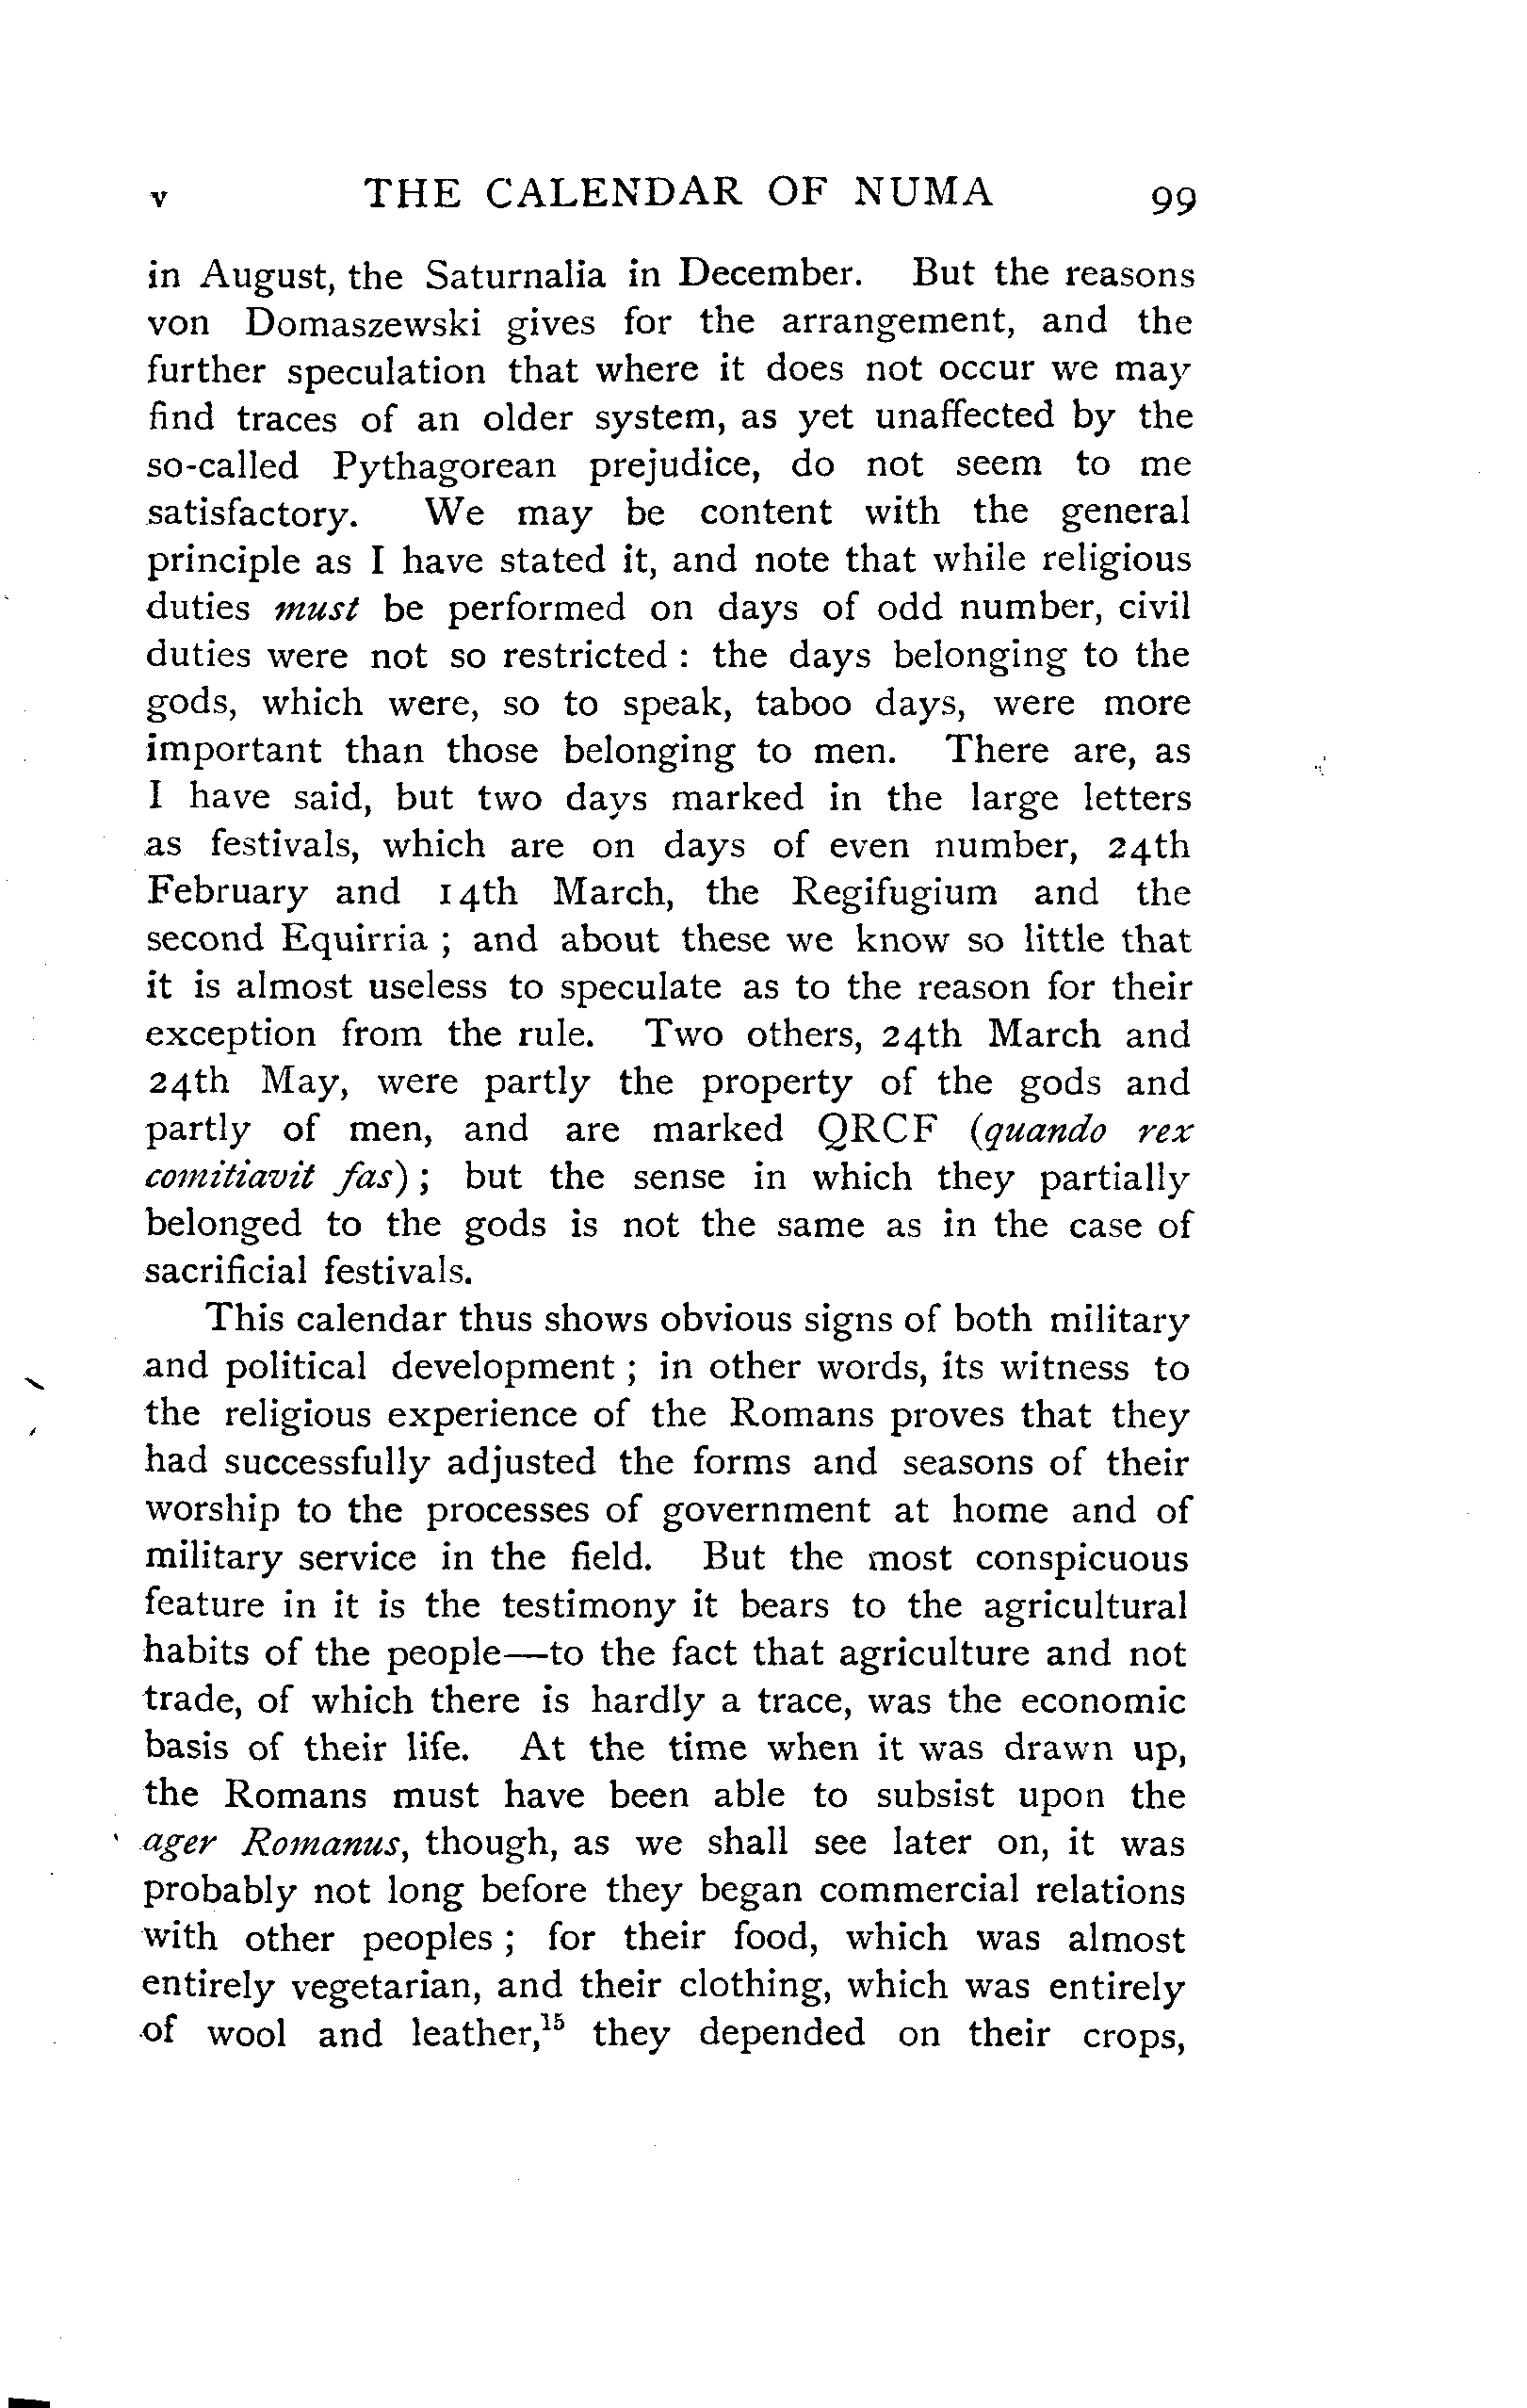 v THE CALENDAR OF NUMA 99
in August, the Saturnalia in December. But the reasons
von Domaszewski gives for the arrangement, and the
further speculation that where it does not occur we may
find traces of an older system, as yet unaffected by the
so-called Pythagorean prejudice, do not seem to me
satisfactory. We may be content with the general
principle as I have stated it, and note that while religious
duties must be performed on days of odd number, civil
duties were not so restricted : the days belonging to the
gods, which were, so to speak, taboo days, were more
important than those belonging to men. There are, as
I have said, but two days marked in the large letters
as festivals, which are on days of even number, 24th
February and 14th March, the Regifugium and the
second Equirria ; and about these we know so little that
it is almost useless to speculate as to the reason for their
exception from the rule. Two others, 24th March and
24th May, were partly the property of the gods and
partly of men, and are marked QRCF (quando rex
comitiavit fas) ; but the sense in which they partially
belonged to the gods is not the same as in the case of
sacrificial festivals.
This calendar thus shows obvious signs of both military
and political development ; in other words, its witness to
the religious experience of the Romans proves that they
had successfully adjusted the forms and seasons of their
worship to the processes of government at home and of
military service in the field. But the most conspicuous
feature in it is the testimony it bears to the agricultural
habits of the people—to the fact that agriculture and not
trade, of which there is hardly a trace, was the economic
basis of their life. At the time when it was drawn up,
the Romans must have been able to subsist upon the
ager Romanus, though, as we shall see later on, it was
probably not long before they began commercial relations
with other peoples ; for their food, which was almost
entirely vegetarian, and their clothing, which was entirely
of wool and leather,¹⁵ they depended on their crops,